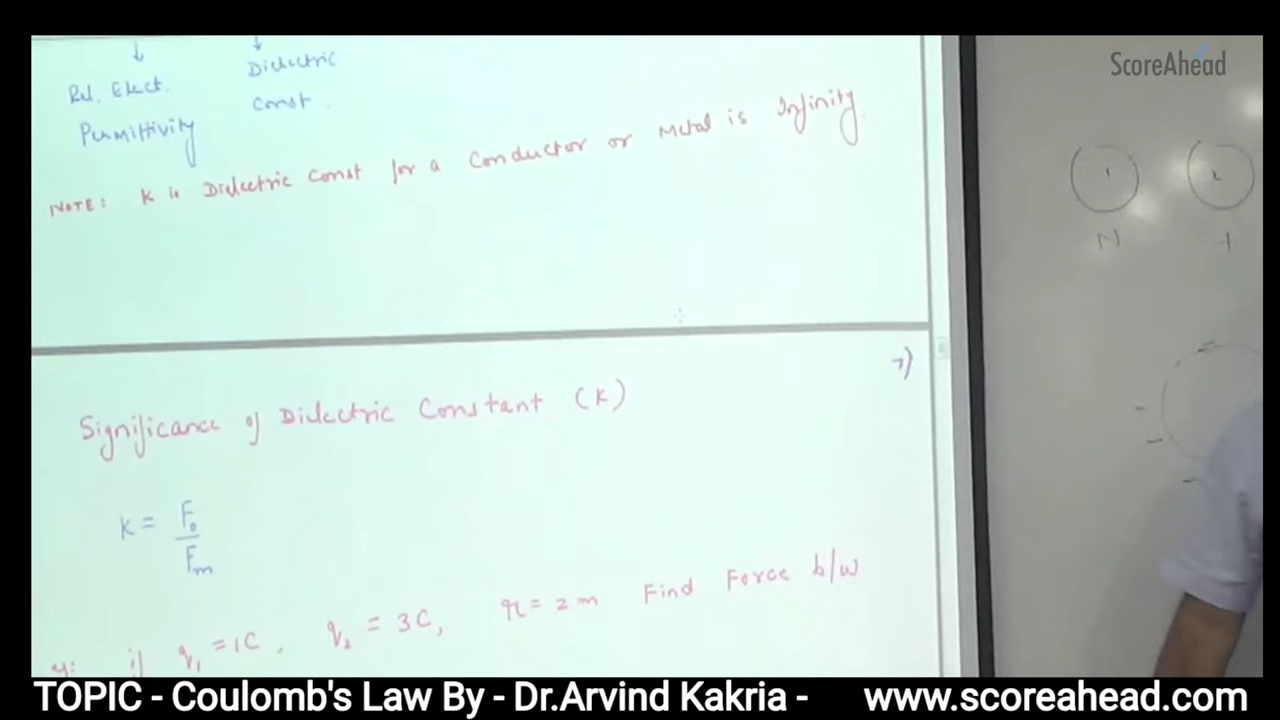 ScoreAhead
↓ ↓
Rel. Elect. Dielectric
Permittivity Const.
NOTE: K is Dielectric Const for a Conductor or Metal is Infinity
7)
Significance of Dielectric Constant (K)
K = F₀
Fm
if q₁ = 1C, q₂ = 3C, r = 2m Find Force b/w
1 2
N
TOPIC - Coulomb's Law By - Dr.Arvind Kakria - www.scoreahead.com